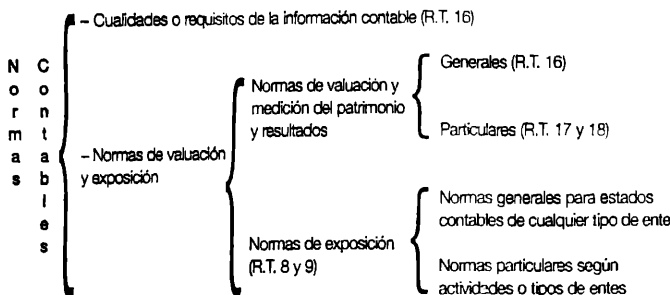 Normas Contables
– Cualidades o requisitos de la información contable (R.T. 16)
– Normas de valuación
y exposición
Normas de valuación y
medición del patrimonio
y resultados
Generales (R.T. 16)
Particulares (R.T. 17 y 18)
Normas de exposición
(R.T. 8 y 9)
Normas generales para estados
contables de cualquier tipo de ente
Normas particulares según
actividades o tipos de entes